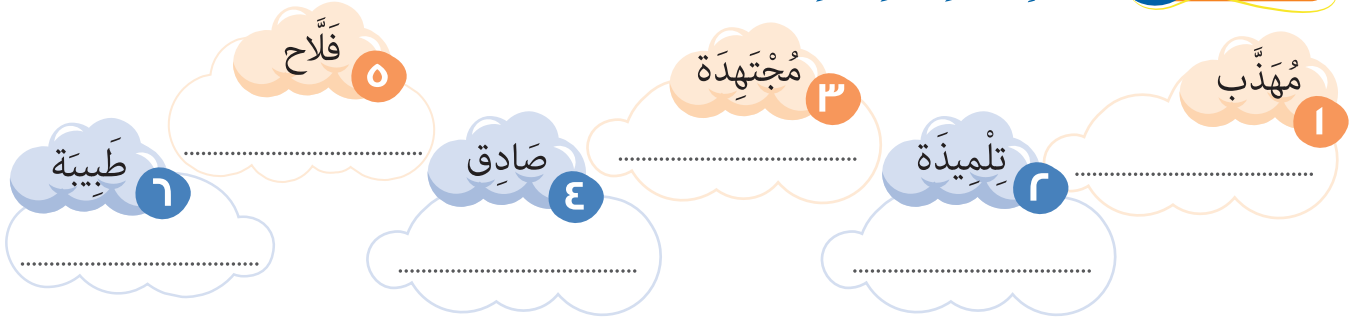 ١ مُهَذَّب
٢ تِلْمِيذَة
٣ مُجْتَهِدَة
٤ صَادِق
٥ فَلَّاح
٦ طَبِيبَة